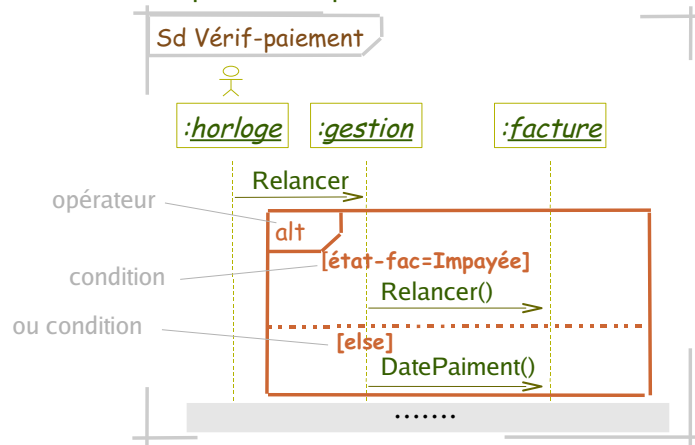 Sd Vérif-paiement
:horloge
:gestion
:facture
Relancer
opérateur
alt
condition
[état-fac=Impayée]
Relancer()
ou condition
[else]
DatePaiment()
.......